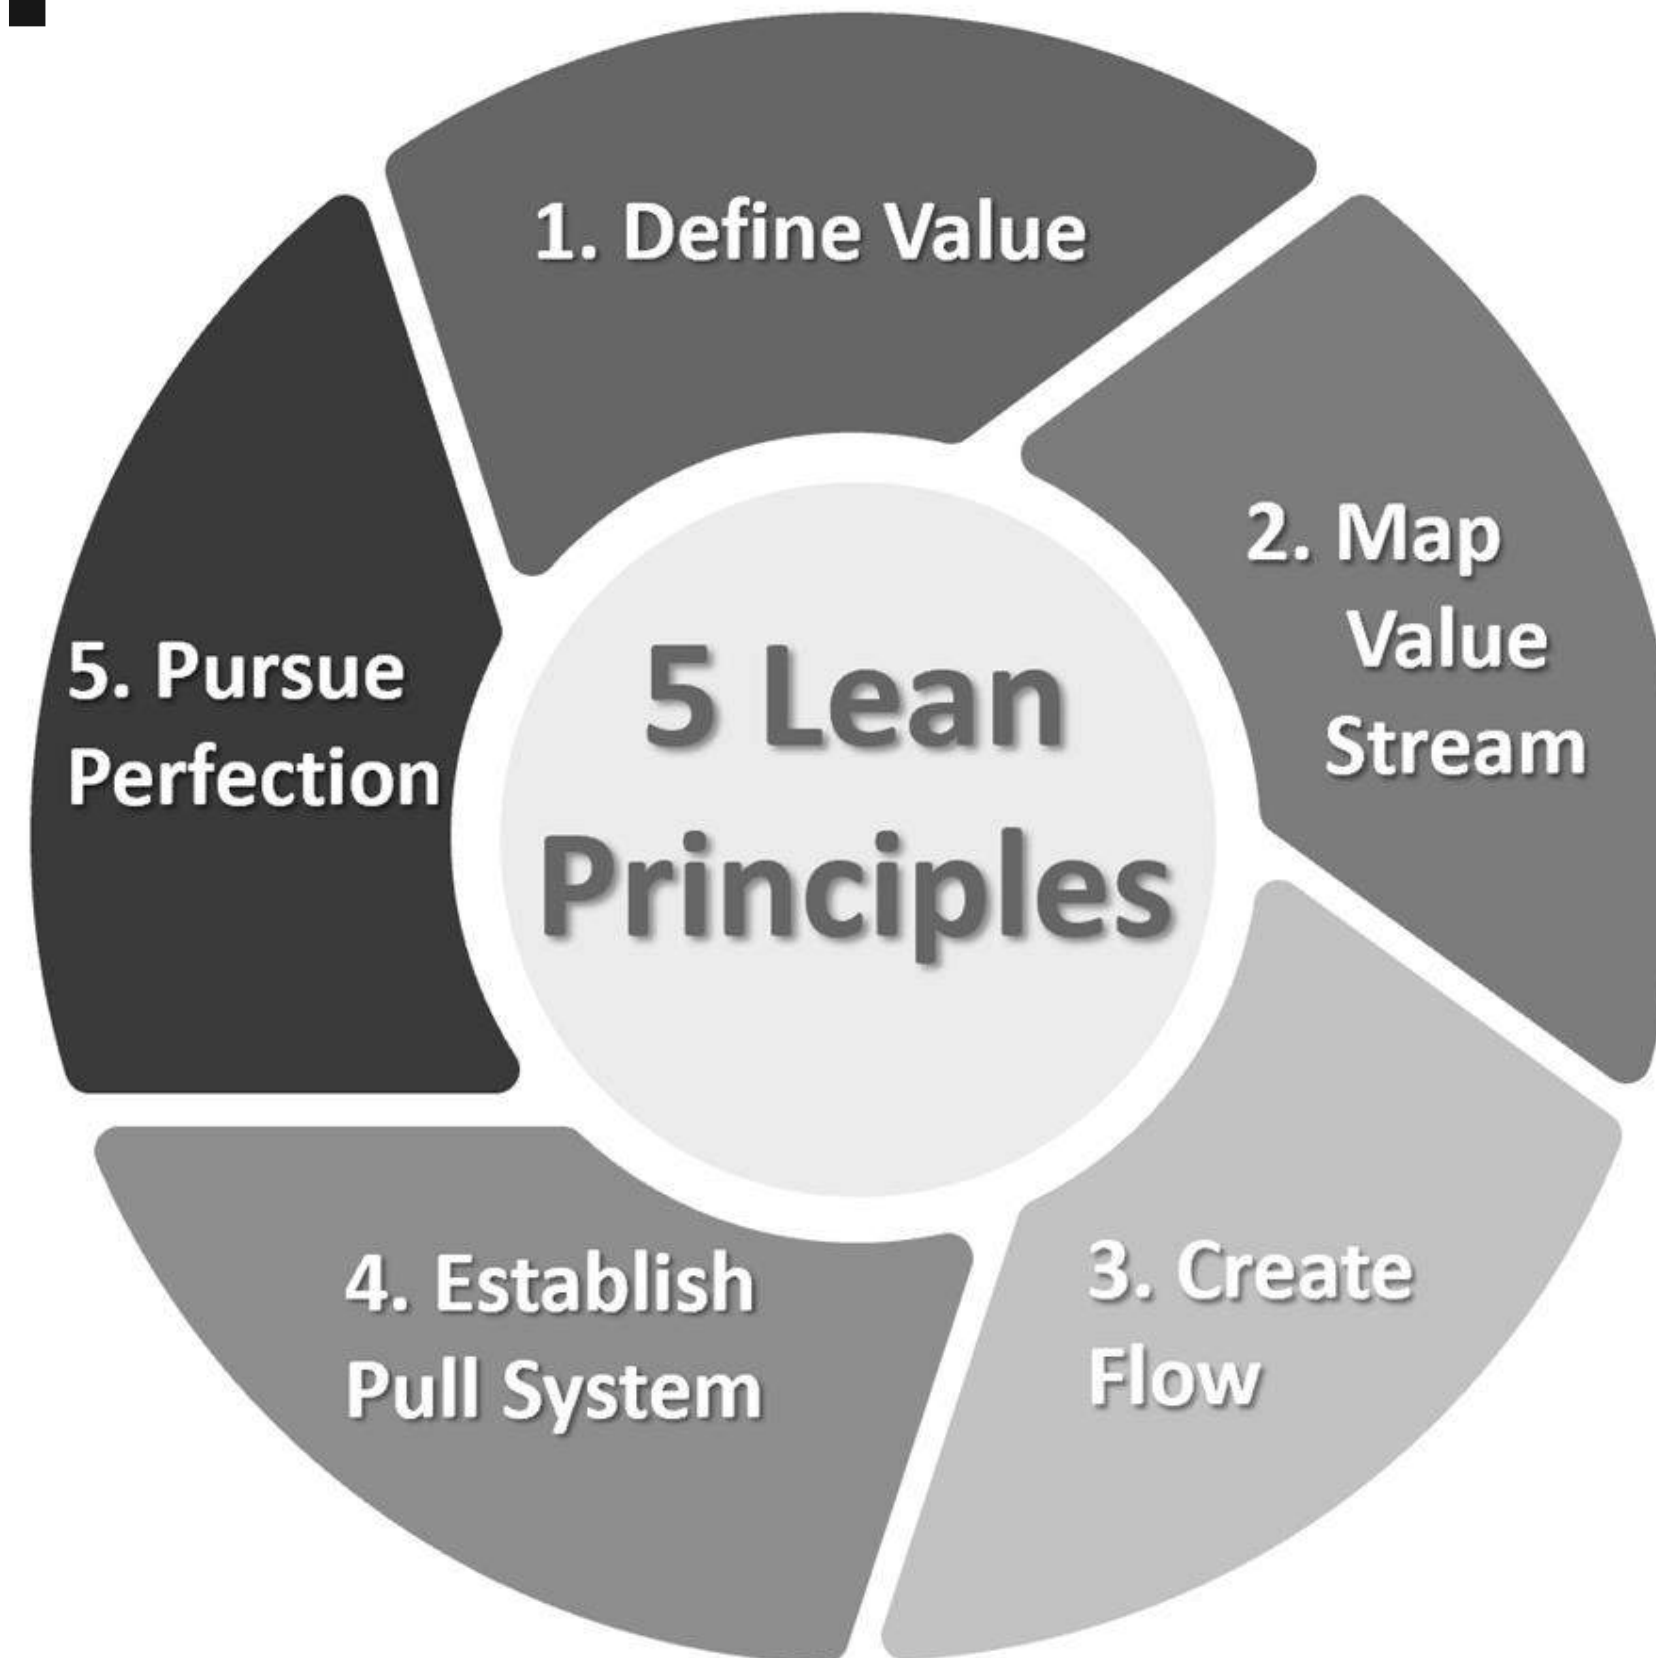 5 Lean
Principles
1. Define Value
2. Map
Value
Stream
3. Create
Flow
4. Establish
Pull System
5. Pursue
Perfection